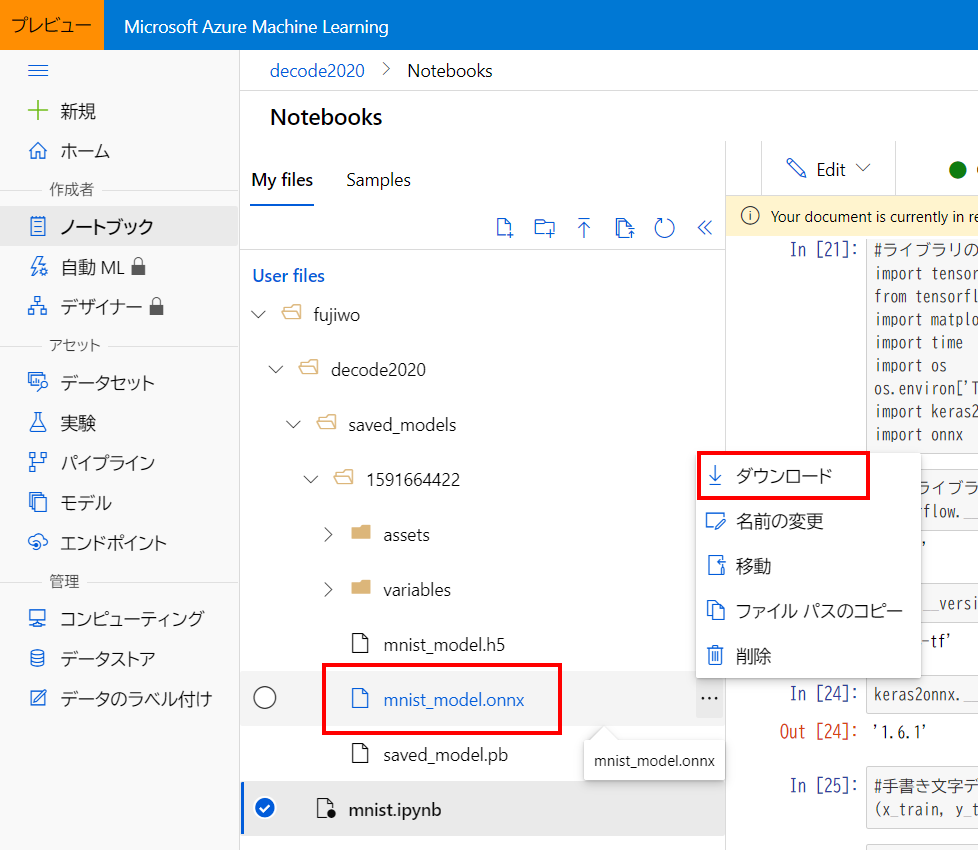 プレビュー
Microsoft Azure Machine Learning
decode2020 > Notebooks
新規
ホーム
作成者
ノートブック
自動 ML
デザイナー
アセット
データセット
実験
パイプライン
モデル
エンドポイント
管理
コンピューティング
データストア
データのラベル付け
Notebooks
My files
Samples
User files
fujiwo
decode2020
saved_models
1591664422
assets
variables
mnist_model.h5
mnist_model.onnx
saved_model.pb
mnist.ipynb
mnist_model.onnx
ダウンロード
名前の変更
移動
ファイル パスのコピー
削除
Edit
Your document is currently in re
In [21]:
#ライブラリの
import tensor
from tensorfl
import matplo
import time
import os
os.environ['T
import keras2
import onnx
ライブラ
flow.__
'
__versi
-tf'
In [24]:
keras2onnx.__
Out [24]:
'1.6.1'
In [25]:
#手書き文字デ
(x_train, y_t